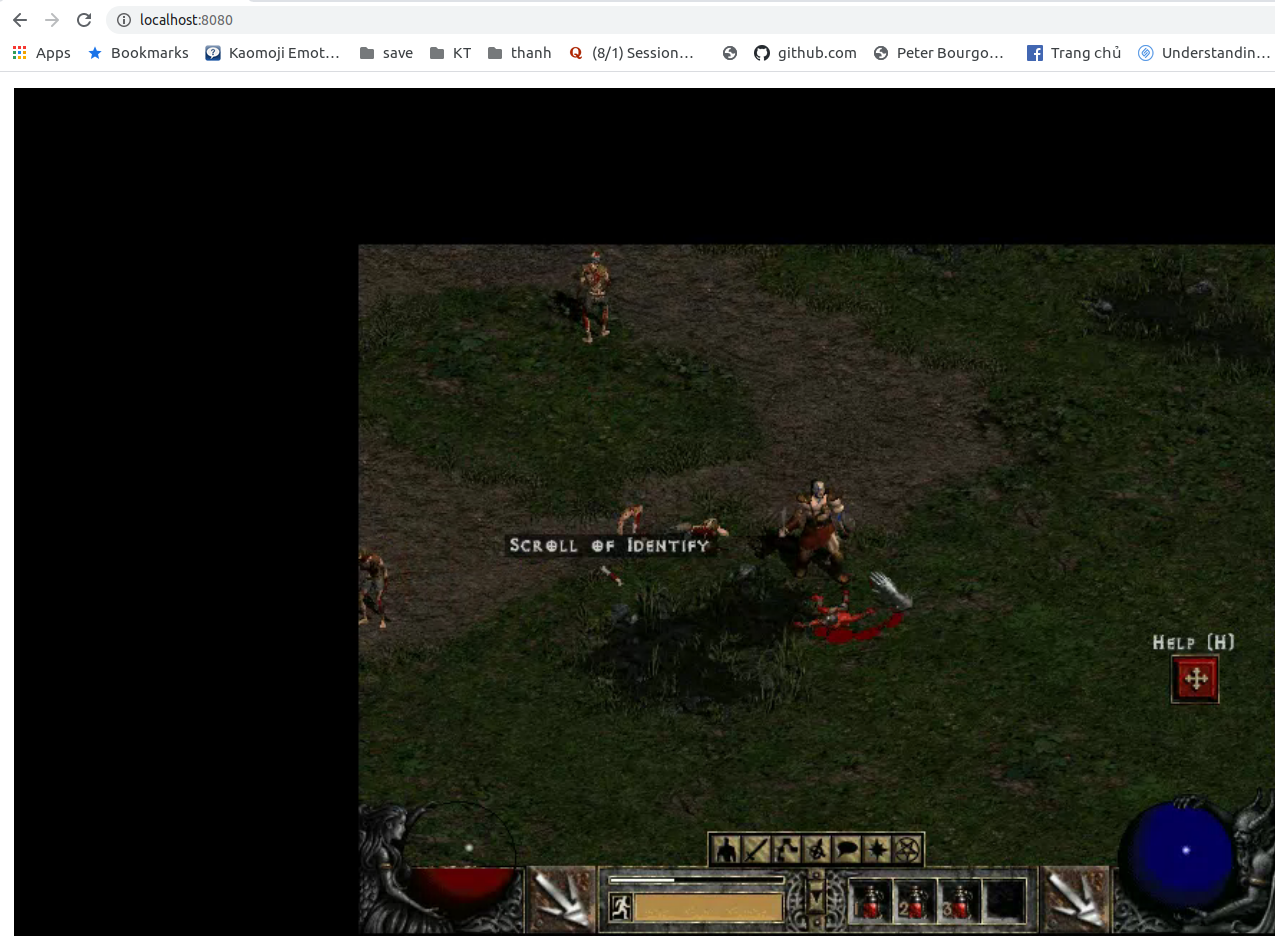 localhost:8080
Apps Bookmarks Kaomoji Emot... save KT thanh (8/1) Session... github.com Peter Bourgo... Trang chủ Understandin...
Scroll of Identify
Help (H)
1 2 3